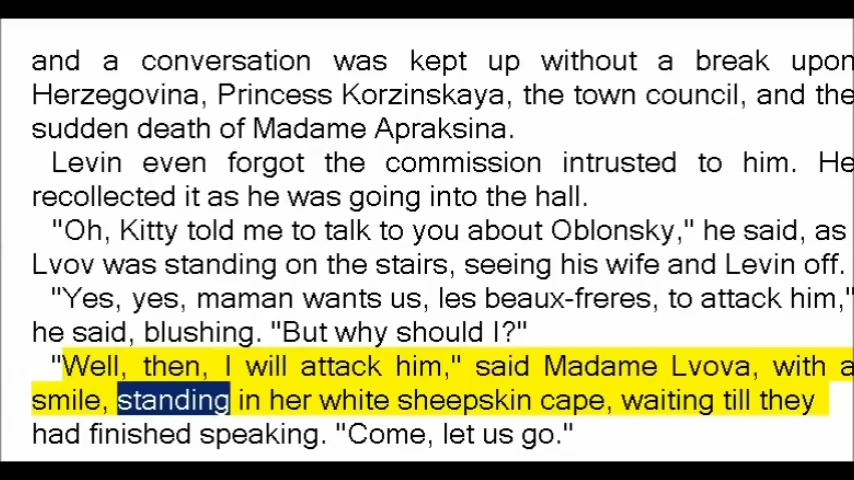 and a conversation was kept up without a break upon
Herzegovina, Princess Korzinskaya, the town council, and the
sudden death of Madame Apraksina.
Levin even forgot the commission intrusted to him. He
recollected it as he was going into the hall.
"Oh, Kitty told me to talk to you about Oblonsky," he said, as
Lvov was standing on the stairs, seeing his wife and Levin off.
"Yes, yes, maman wants us, les beaux-freres, to attack him,"
he said, blushing. "But why should I?"
"Well, then, I will attack him," said Madame Lvova, with a
smile, standing in her white sheepskin cape, waiting till they
had finished speaking. "Come, let us go."